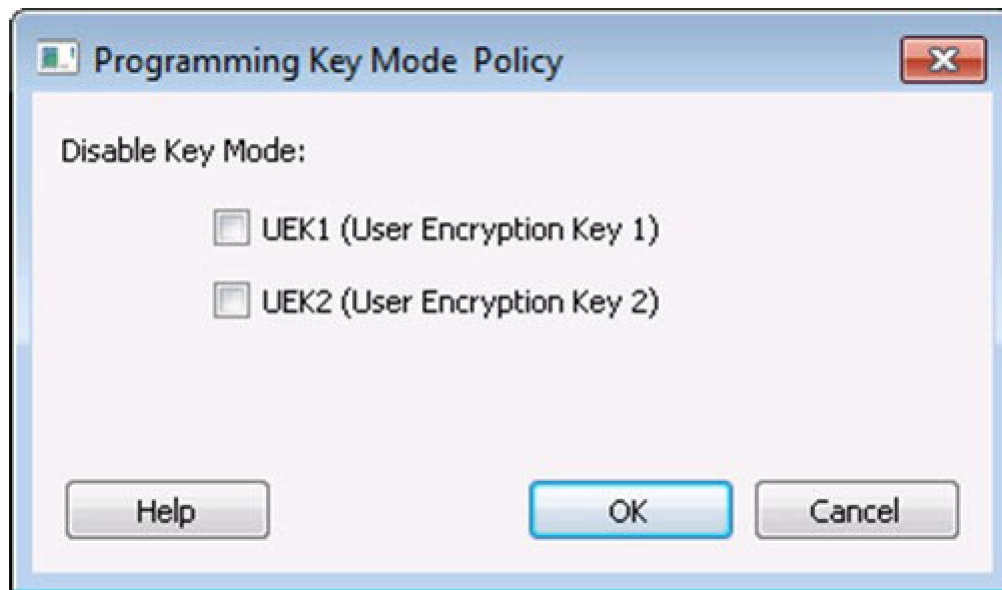 Programming Key Mode Policy
Disable Key Mode:
UEK1 (User Encryption Key 1)
UEK2 (User Encryption Key 2)
Help
OK
Cancel